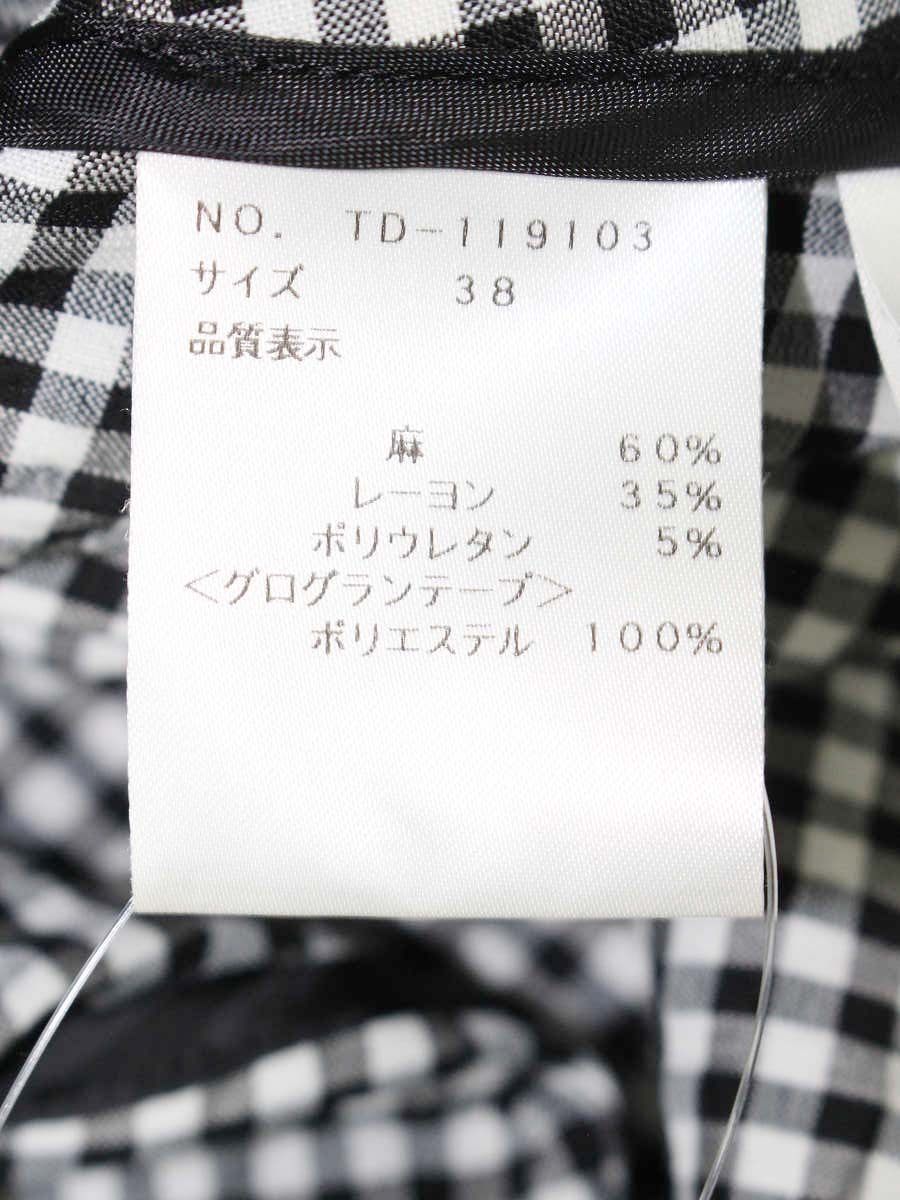 NO. TD-119103
サイズ 38
品質表示
麻 60%
レーヨン 35%
ポリウレタン 5%
<グログランテープ>
ポリエステル 100%